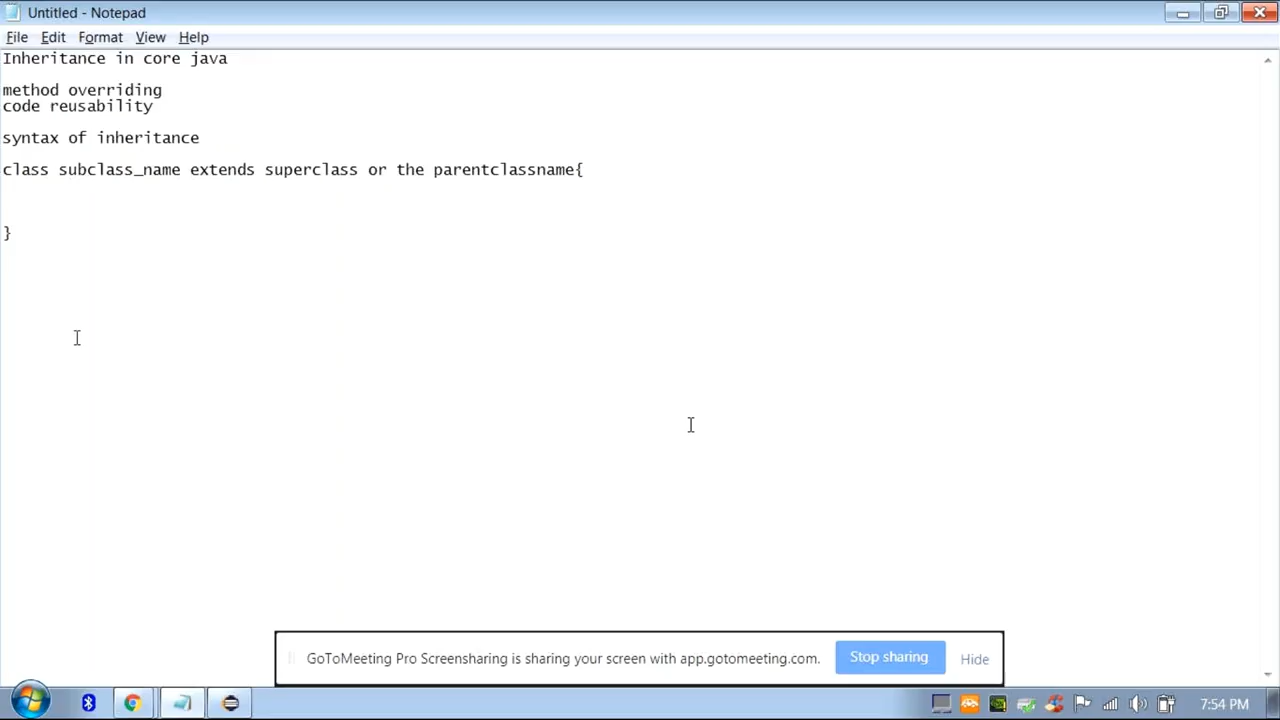 Untitled - Notepad
File Edit Format View Help
Inheritance in core java
method overriding
code reusability
syntax of inheritance
class subclass_name extends superclass or the parentclassname{
}
GoToMeeting Pro Screensharing is sharing your screen with app.gotomeeting.com. Stop sharing Hide
7:54 PM